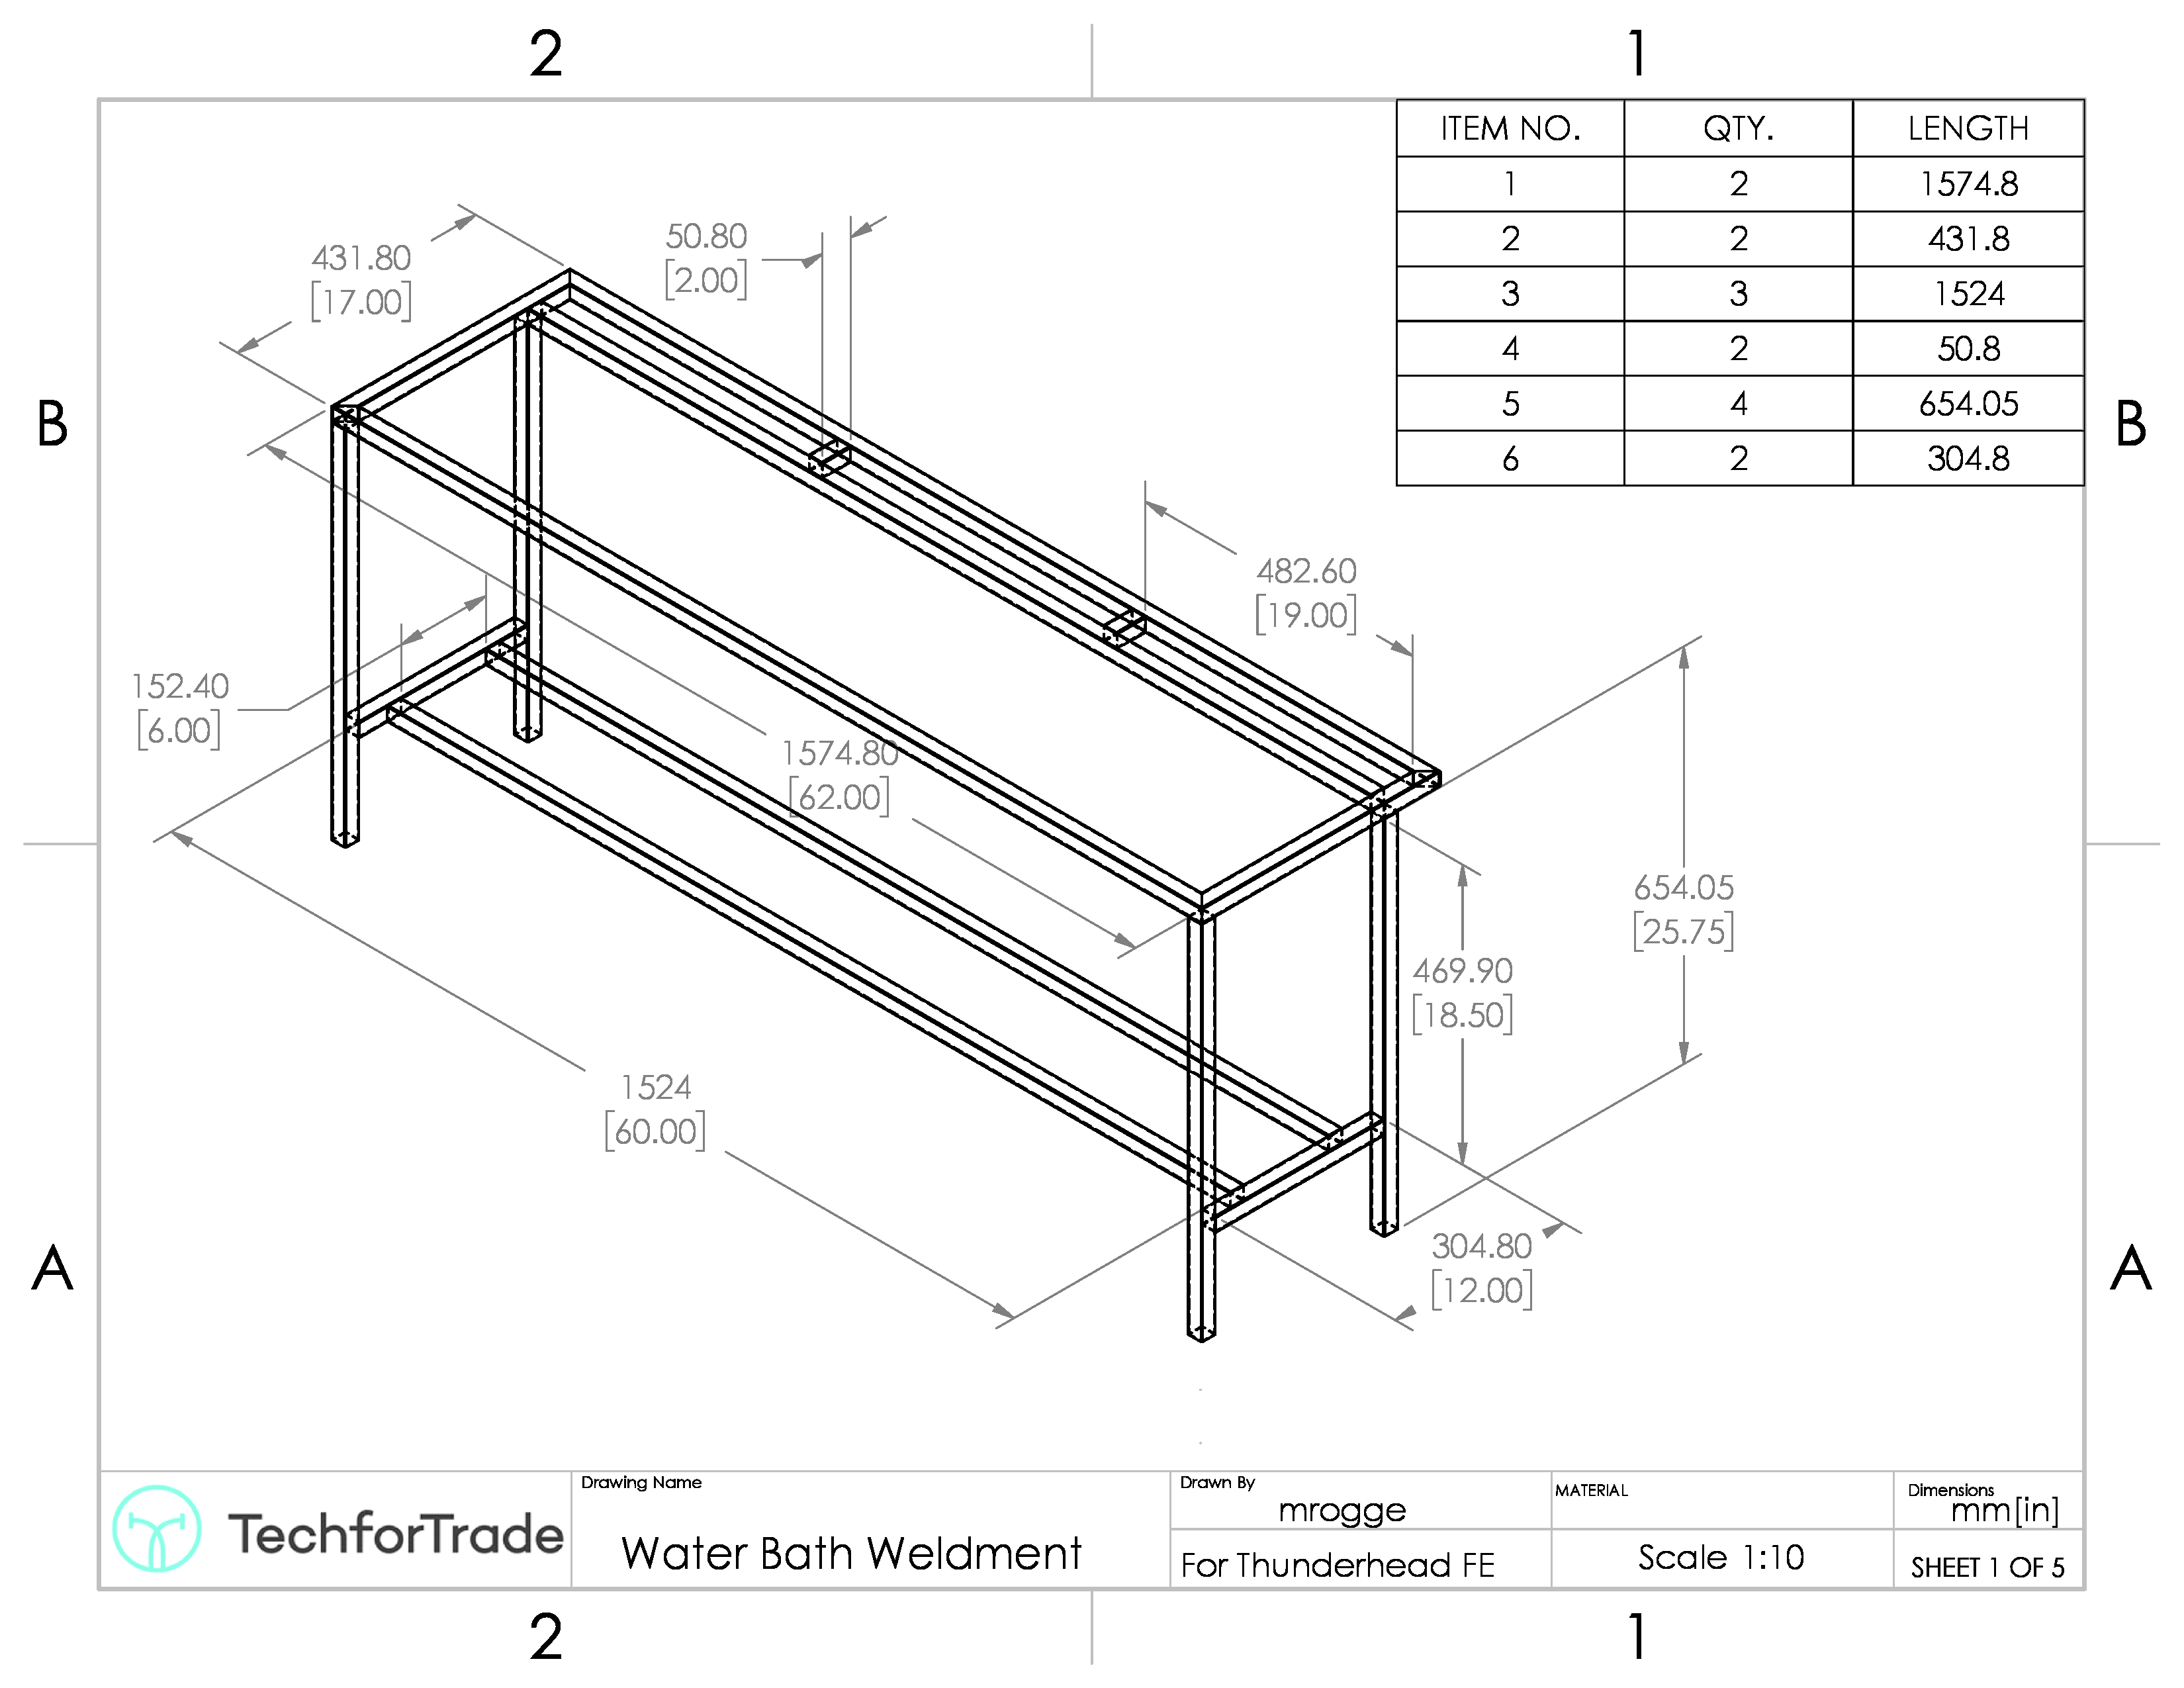 2
1
ITEM NO. QTY. LENGTH
1 2 1574.8
2 2 431.8
3 3 1524
4 2 50.8
5 4 654.05
6 2 304.8
B
B
431.80
[17.00]
50.80
[2.00]
482.60
[19.00]
152.40
[6.00]
1574.80
[62.00]
654.05
[25.75]
469.90
[18.50]
1524
[60.00]
304.80
[12.00]
A
A
TechforTrade
Drawing Name
Water Bath Weldment
Drawn By
mrogge
For Thunderhead FE
MATERIAL
Scale 1:10
Dimensions
mm[in]
SHEET 1 OF 5
2
1